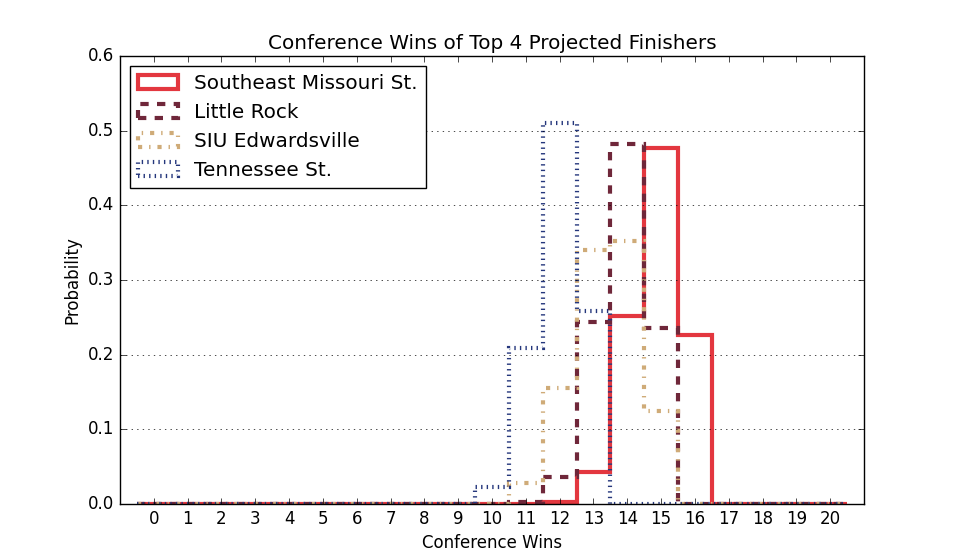 Conference Wins of Top 4 Projected Finishers
0.6
0.5
0.4
0.3
0.2
0.1
0.0
Probability
Southeast Missouri St.
Little Rock
SIU Edwardsville
Tennessee St.
0 1 2 3 4 5 6 7 8 9 10 11 12 13 14 15 16 17 18 19 20
Conference Wins